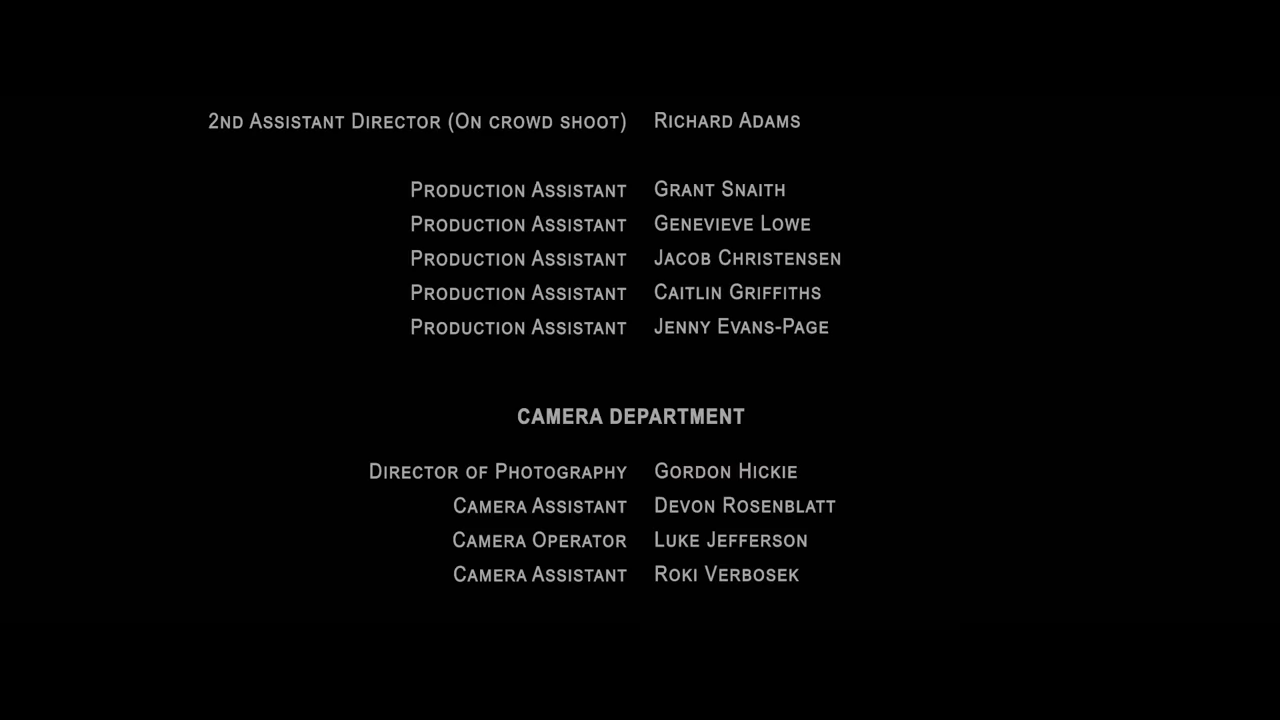 2nd Assistant Director (On crowd shoot) Richard Adams
Production Assistant Grant Snaith
Production Assistant Genevieve Lowe
Production Assistant Jacob Christensen
Production Assistant Caitlin Griffiths
Production Assistant Jenny Evans-Page
CAMERA DEPARTMENT
Director of Photography Gordon Hickie
Camera Assistant Devon Rosenblatt
Camera Operator Luke Jefferson
Camera Assistant Roki Verbosek